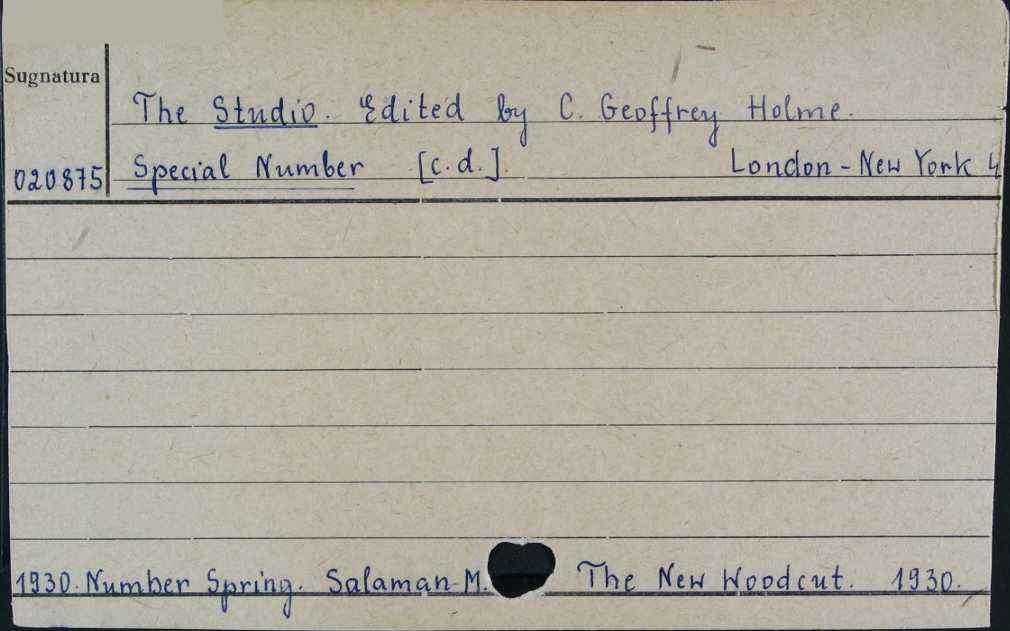 Sugnatura
The Studio. Edited by C. Geoffrey Holme.
020875 Special Number [c.d.]. London - New York 4
1930. Number Spring. Salaman M. The New Woodcut. 1930.